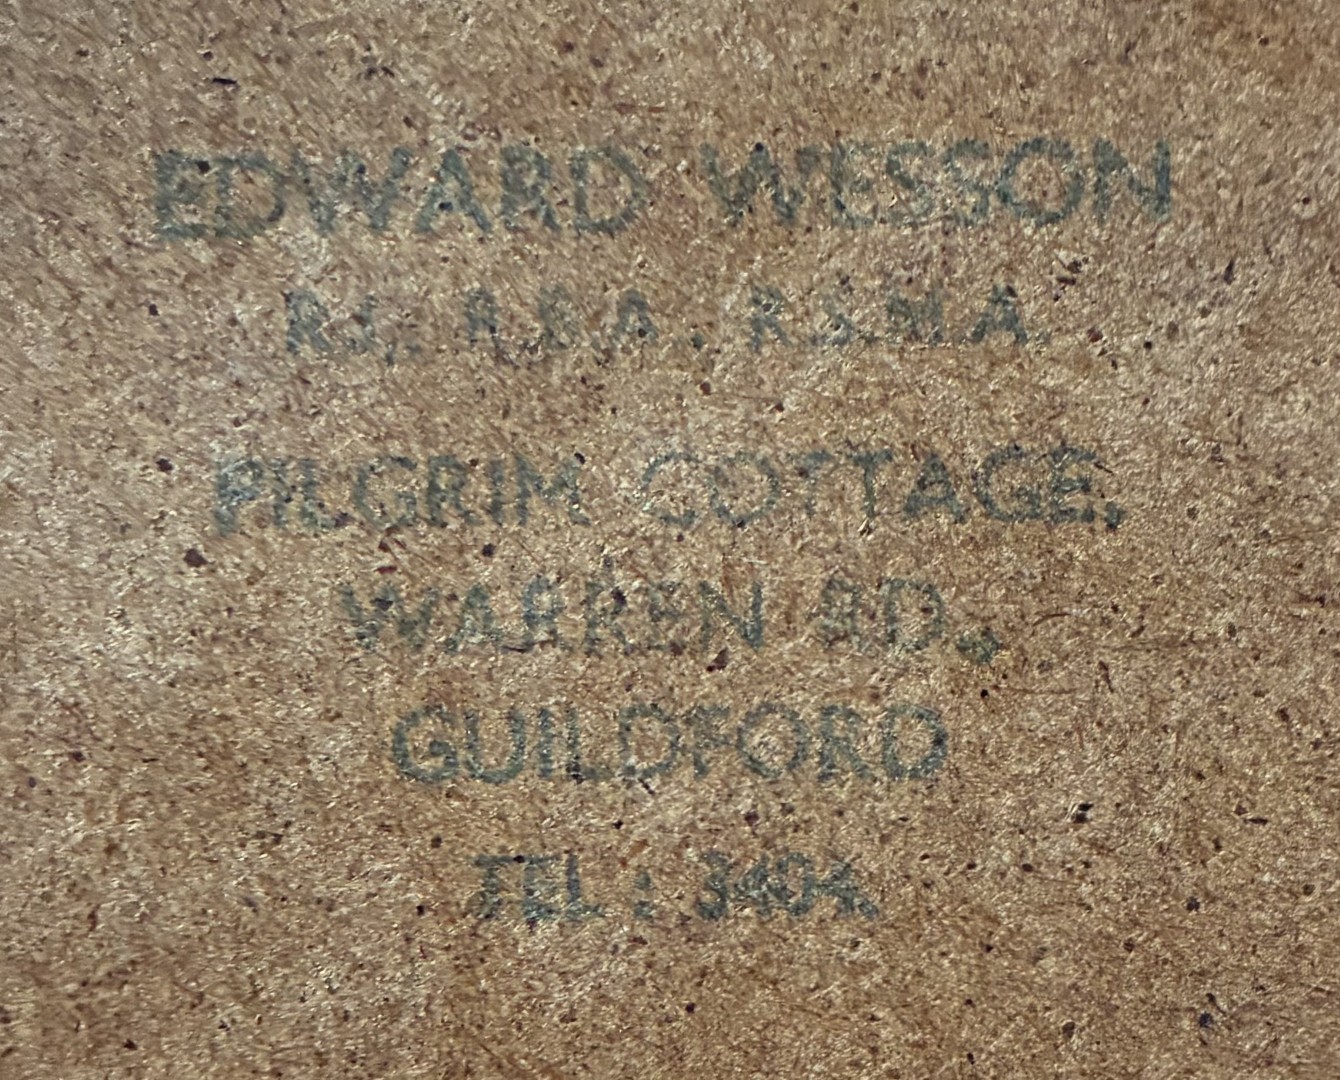 EDWARD WESSON
R.I., R.B.A., R.S.M.A.
PILGRIM COTTAGE,
WARREN RD.,
GUILDFORD
TEL : 3404.